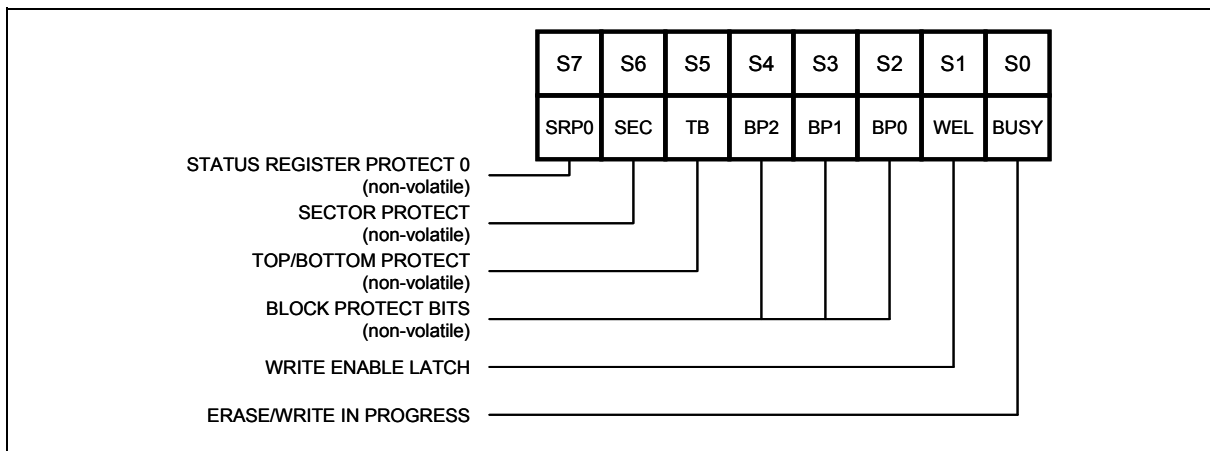 S7 S6 S5 S4 S3 S2 S1 S0
SRP0 SEC TB BP2 BP1 BP0 WEL BUSY
STATUS REGISTER PROTECT 0
(non-volatile)
SECTOR PROTECT
(non-volatile)
TOP/BOTTOM PROTECT
(non-volatile)
BLOCK PROTECT BITS
(non-volatile)
WRITE ENABLE LATCH
ERASE/WRITE IN PROGRESS